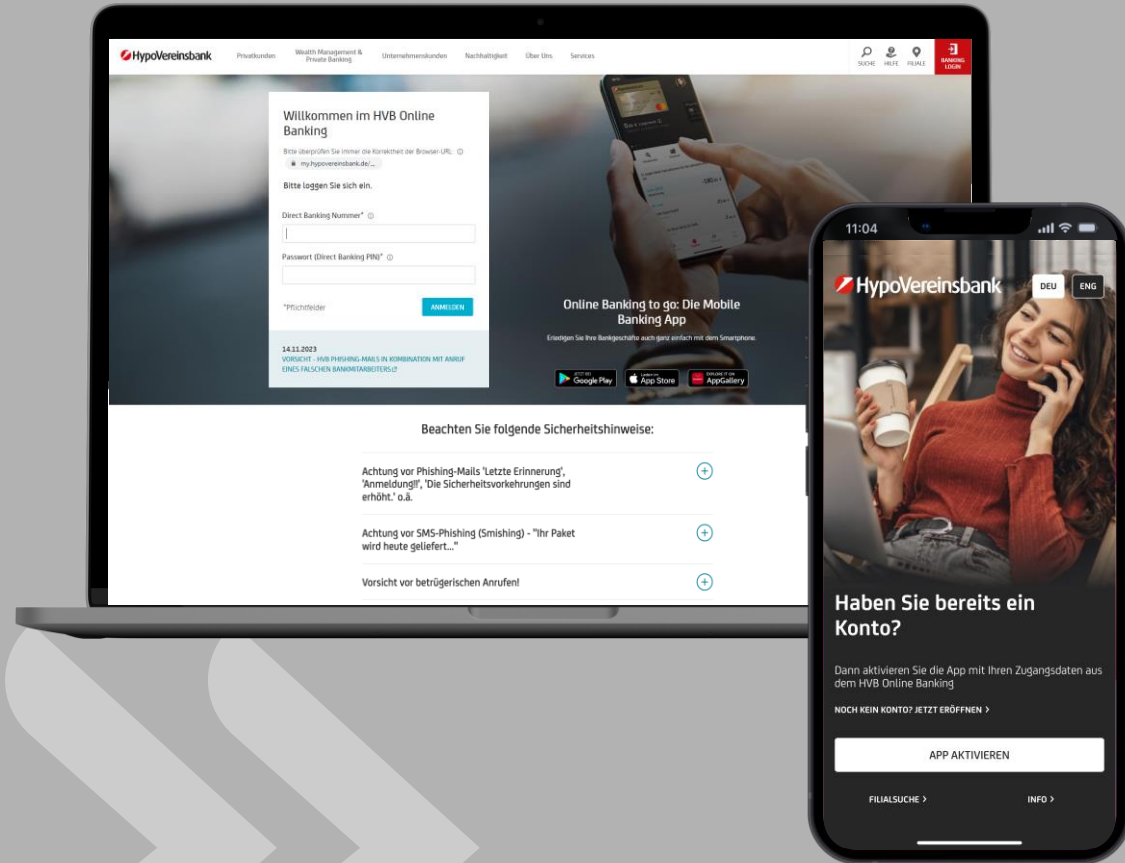 HypoVereinsbank
Privatkunden
Wealth Management &
Private Banking
Unternehmenskunden
Nachhaltigkeit
Über Uns
Services
SUCHE
HILFE
FILIALE
BANKING
LOGIN
Willkommen im HVB Online
Banking
Bitte überprüfen Sie immer die Korrektheit der Browser-URL:
my.hypovereinsbank.de/...
Bitte loggen Sie sich ein.
Direct Banking Nummer*
Passwort (Direct Banking PIN)*
*Pflichtfelder
ANMELDEN
14.11.2023
VORSICHT - HVB PHISHING-MAILS IN KOMBINATION MIT ANRUF
EINES FALSCHEN BANKMITARBEITERS
Online Banking to go: Die Mobile
Banking App
Erledigen Sie Ihre Bankgeschäfte auch ganz einfach mit dem Smartphone.
JETZT BEI
Google Play
Laden im
App Store
EXPLORE IT ON
AppGallery
Beachten Sie folgende Sicherheitshinweise:
Achtung vor Phishing-Mails 'Letzte Erinnerung',
'Anmeldung!!', 'Die Sicherheitsvorkehrungen sind
erhöht.' o.ä.
Achtung vor SMS-Phishing (Smishing) - "Ihr Paket
wird heute geliefert..."
Vorsicht vor betrügerischen Anrufen!
11:04
HypoVereinsbank
DEU
ENG
Haben Sie bereits ein
Konto?
Dann aktivieren Sie die App mit Ihren Zugangsdaten aus
dem HVB Online Banking
NOCH KEIN KONTO? JETZT ERÖFFNEN >
APP AKTIVIEREN
FILIALSUCHE >
INFO >